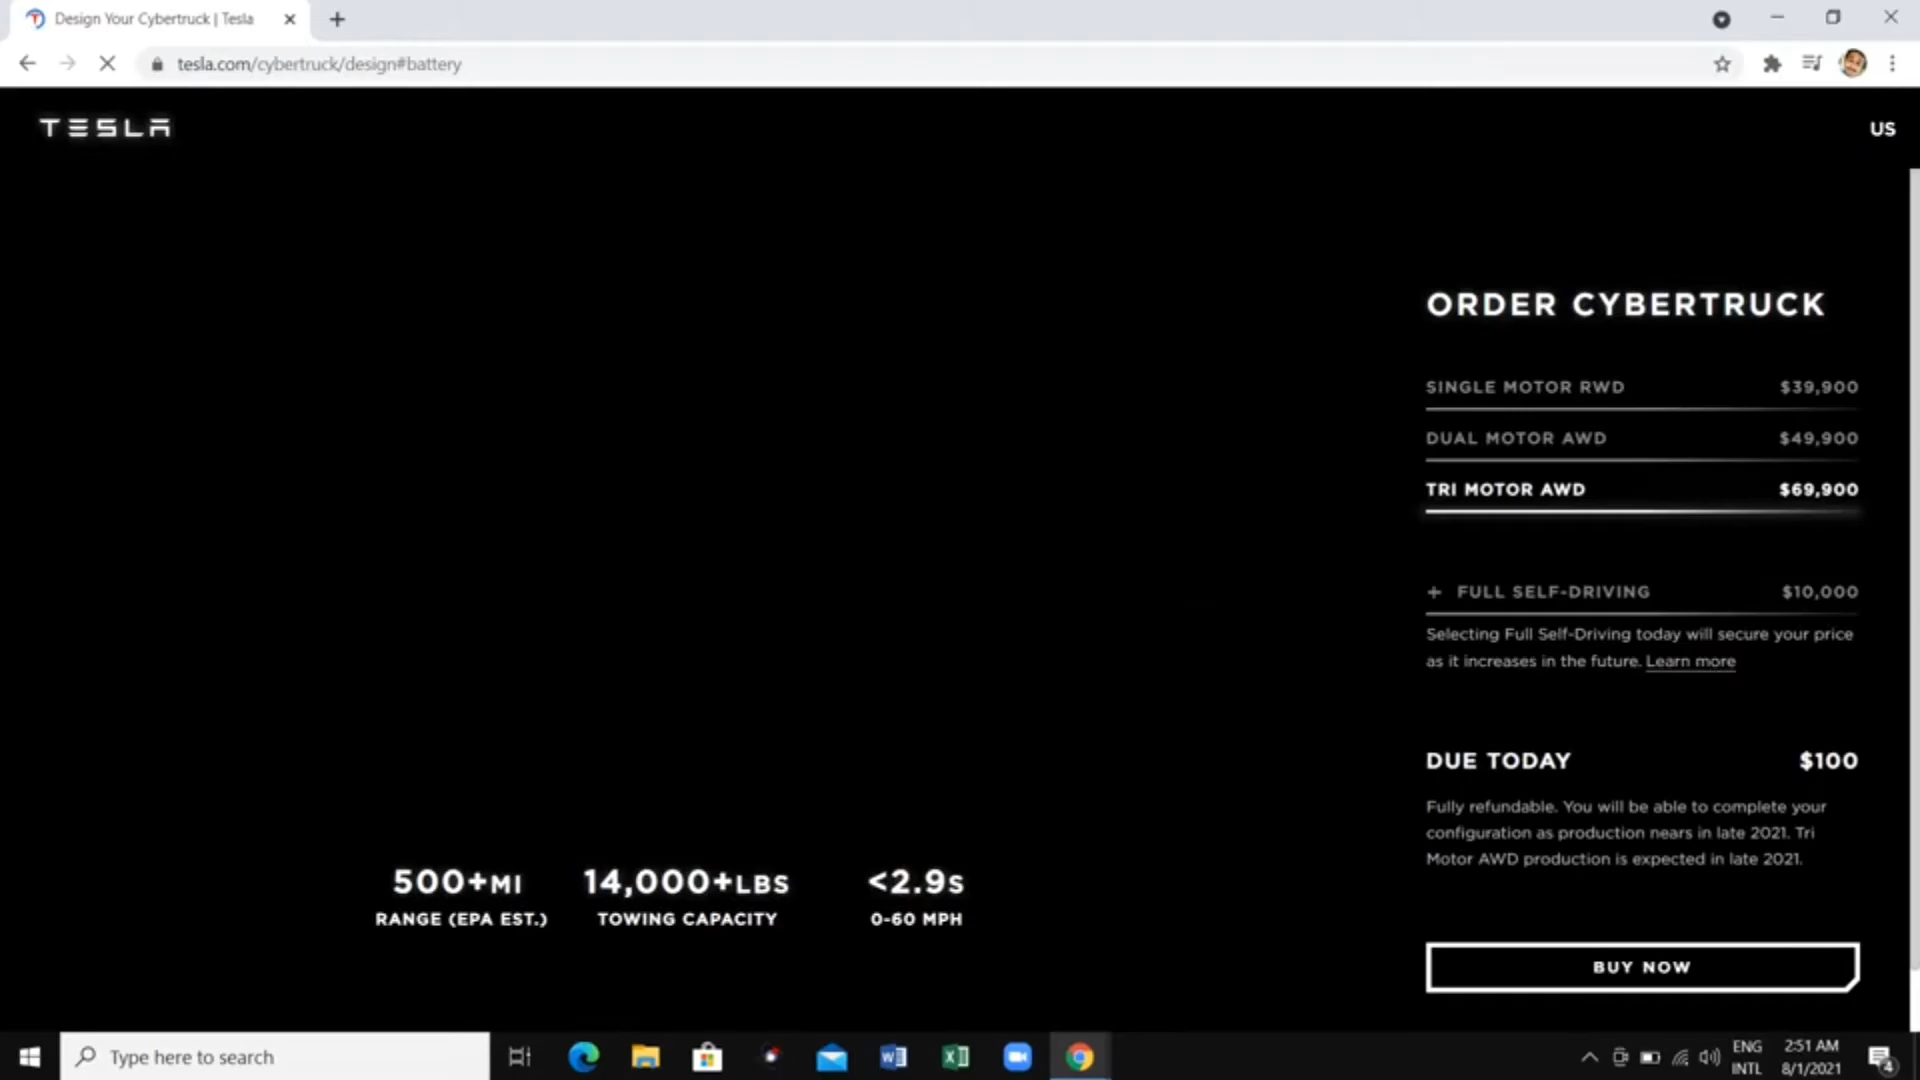 Design Your Cybertruck | Tesla
tesla.com/cybertruck/design#battery
TESLA
US
ORDER CYBERTRUCK
SINGLE MOTOR RWD $39,900
DUAL MOTOR AWD $49,900
TRI MOTOR AWD $69,900
+ FULL SELF-DRIVING $10,000
Selecting Full Self-Driving today will secure your price
as it increases in the future. Learn more
DUE TODAY $100
Fully refundable. You will be able to complete your
configuration as production nears in late 2021. Tri
Motor AWD production is expected in late 2021.
500+MI 14,000+LBS <2.9S
RANGE (EPA EST.) TOWING CAPACITY 0-60 MPH
BUY NOW
Type here to search
ENG
INTL
2:51 AM
8/1/2021
4